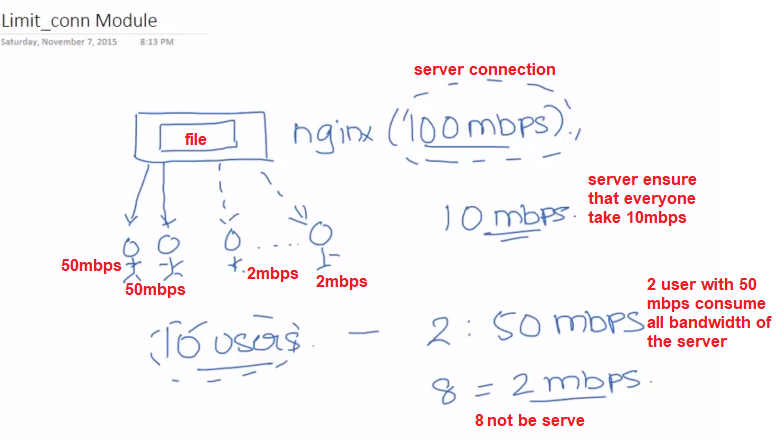 Limit_conn Module
Saturday, November 7, 2015 8:13 PM
server connection
file
nginx (100mbps).,
server ensure
that everyone
take 10mbps
10 mbps.
50mbps
50mbps
2mbps
2mbps
2 user with 50
mbps consume
all bandwidth of
the server
10 users. - 2 : 50 mbps
8 = 2 mbps.
8 not be serve